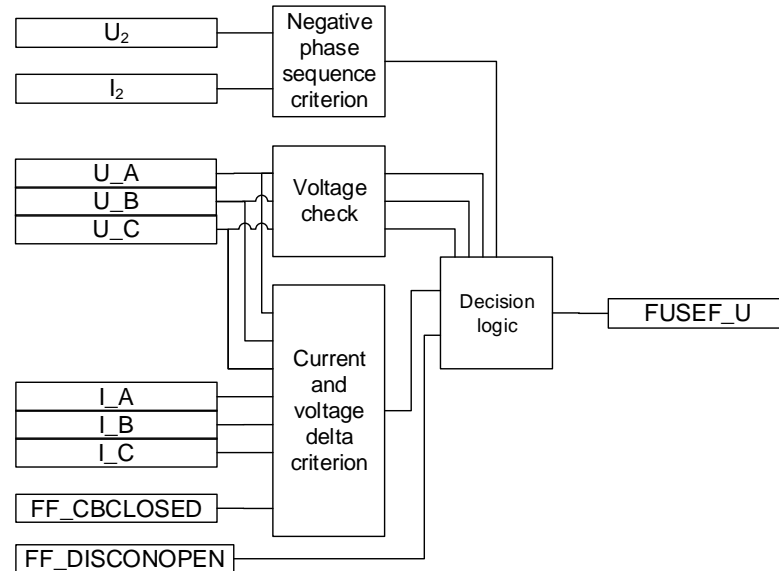 U₂
I₂
Negative
phase
sequence
criterion
U_A
U_B
U_C
Voltage
check
Decision
logic
FUSEF_U
I_A
I_B
I_C
Current
and
voltage
delta
criterion
FF_CBCLOSED
FF_DISCONOPEN